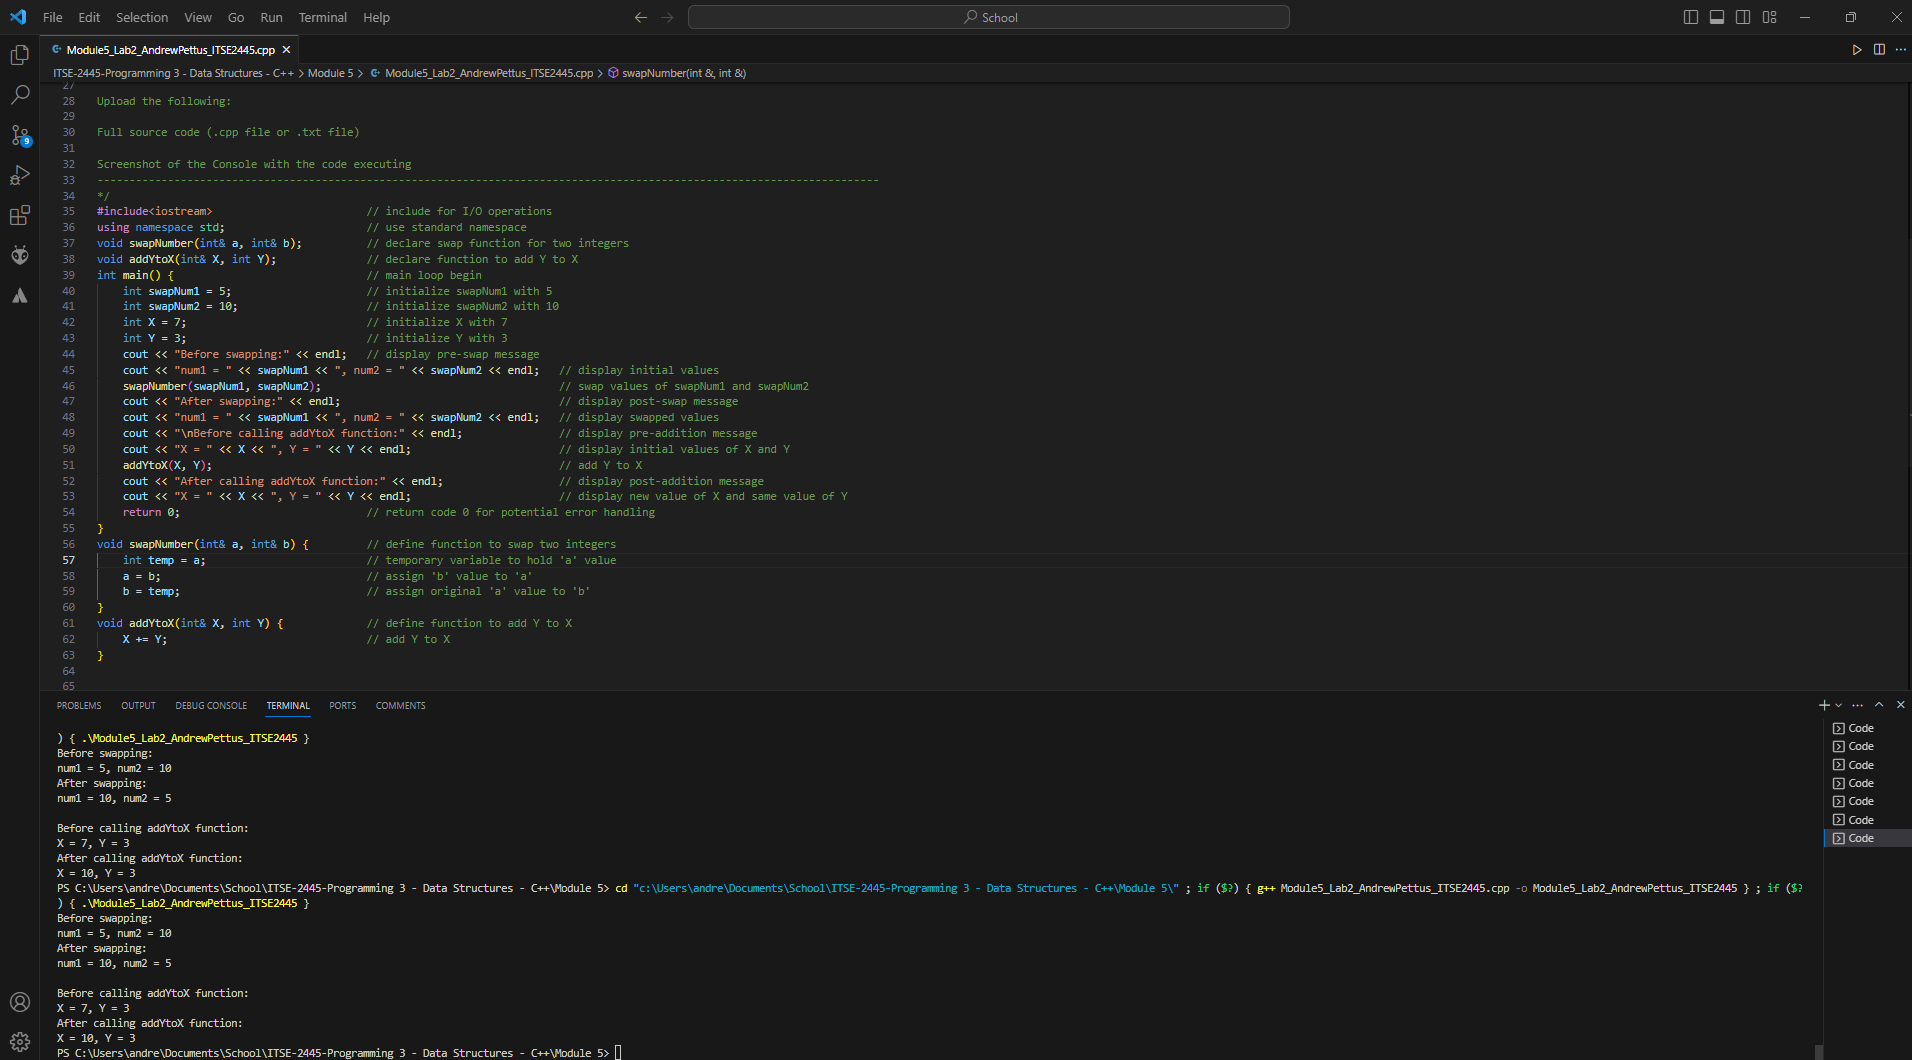 File Edit Selection View Go Run Terminal Help
School
Module5_Lab2_AndrewPettus_ITSE2445.cpp
ITSE-2445-Programming 3 - Data Structures - C++ > Module 5 > Module5_Lab2_AndrewPettus_ITSE2445.cpp > swapNumber(int &, int &)
9
27
28 Upload the following:
29
30 Full source code (.cpp file or .txt file)
31
32 Screenshot of the Console with the code executing
33 --------------------------------------------------------------------------------------------------------------------------
34 */
35 #include<iostream> // include for I/O operations
36 using namespace std; // use standard namespace
37 void swapNumber(int& a, int& b); // declare swap function for two integers
38 void addYtoX(int& X, int Y); // declare function to add Y to X
39 int main() { // main loop begin
40 int swapNum1 = 5; // initialize swapNum1 with 5
41 int swapNum2 = 10; // initialize swapNum2 with 10
42 int X = 7; // initialize X with 7
43 int Y = 3; // initialize Y with 3
44 cout << "Before swapping:" << endl; // display pre-swap message
45 cout << "num1 = " << swapNum1 << ", num2 = " << swapNum2 << endl; // display initial values
46 swapNumber(swapNum1, swapNum2); // swap values of swapNum1 and swapNum2
47 cout << "After swapping:" << endl; // display post-swap message
48 cout << "num1 = " << swapNum1 << ", num2 = " << swapNum2 << endl; // display swapped values
49 cout << "\nBefore calling addYtoX function:" << endl; // display pre-addition message
50 cout << "X = " << X << ", Y = " << Y << endl; // display initial values of X and Y
51 addYtoX(X, Y); // add Y to X
52 cout << "After calling addYtoX function:" << endl; // display post-addition message
53 cout << "X = " << X << ", Y = " << Y << endl; // display new value of X and same value of Y
54 return 0; // return code 0 for potential error handling
55 }
56 void swapNumber(int& a, int& b) { // define function to swap two integers
57 int temp = a; // temporary variable to hold 'a' value
58 a = b; // assign 'b' value to 'a'
59 b = temp; // assign original 'a' value to 'b'
60 }
61 void addYtoX(int& X, int Y) { // define function to add Y to X
62 X += Y; // add Y to X
63 }
64
65
PROBLEMS OUTPUT DEBUG CONSOLE TERMINAL PORTS COMMENTS
) { .\Module5_Lab2_AndrewPettus_ITSE2445 }
Before swapping:
num1 = 5, num2 = 10
After swapping:
num1 = 10, num2 = 5
Before calling addYtoX function:
X = 7, Y = 3
After calling addYtoX function:
X = 10, Y = 3
PS C:\Users\andre\Documents\School\ITSE-2445-Programming 3 - Data Structures - C++\Module 5> cd "c:\Users\andre\Documents\School\ITSE-2445-Programming 3 - Data Structures - C++\Module 5\" ; if ($?) { g++ Module5_Lab2_AndrewPettus_ITSE2445.cpp -o Module5_Lab2_AndrewPettus_ITSE2445 } ; if ($?
) { .\Module5_Lab2_AndrewPettus_ITSE2445 }
Before swapping:
num1 = 5, num2 = 10
After swapping:
num1 = 10, num2 = 5
Before calling addYtoX function:
X = 7, Y = 3
After calling addYtoX function:
X = 10, Y = 3
PS C:\Users\andre\Documents\School\ITSE-2445-Programming 3 - Data Structures - C++\Module 5>
Code
Code
Code
Code
Code
Code
Code